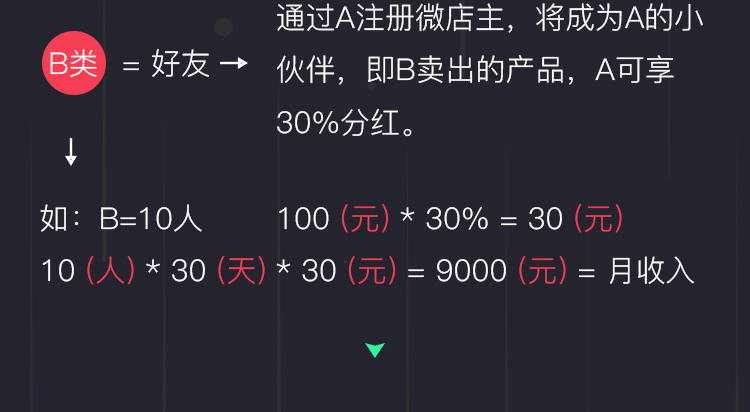 通过A注册微店主，将成为A的小
B类 = 好友 → 伙伴，即B卖出的产品，A可享
30%分红。
↓
如：B=10人 100 (元) * 30% = 30 (元)
10 (人) * 30 (天) * 30 (元) = 9000 (元) = 月收入